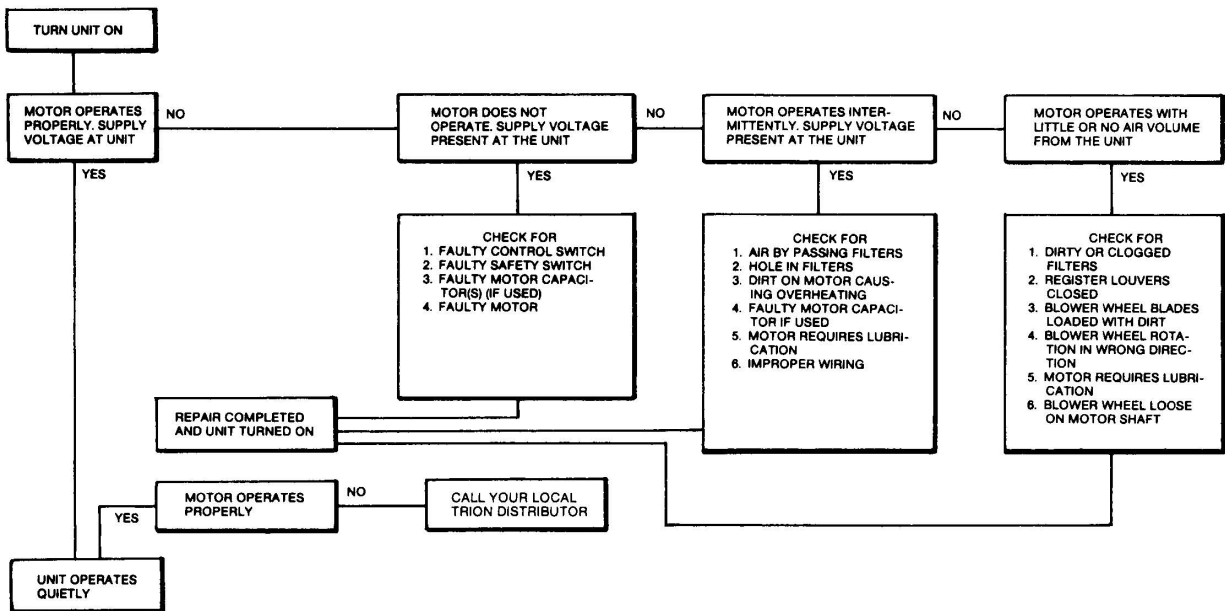 TURN UNIT ON
MOTOR OPERATES
PROPERLY. SUPPLY
VOLTAGE AT UNIT
NO
YES
MOTOR DOES NOT
OPERATE. SUPPLY VOLTAGE
PRESENT AT THE UNIT
NO
YES
MOTOR OPERATES INTER-
MITTENTLY. SUPPLY VOLTAGE
PRESENT AT THE UNIT
NO
YES
MOTOR OPERATES WITH
LITTLE OR NO AIR VOLUME
FROM THE UNIT
YES
CHECK FOR
1. FAULTY CONTROL SWITCH
2. FAULTY SAFETY SWITCH
3. FAULTY MOTOR CAPACI-
TOR(S) (IF USED)
4. FAULTY MOTOR
CHECK FOR
1. AIR BY PASSING FILTERS
2. HOLE IN FILTERS
3. DIRT ON MOTOR CAUS-
ING OVERHEATING
4. FAULTY MOTOR CAPACI-
TOR IF USED
5. MOTOR REQUIRES LUBRI-
CATION
6. IMPROPER WIRING
CHECK FOR
1. DIRTY OR CLOGGED
FILTERS
2. REGISTER LOUVERS
CLOSED
3. BLOWER WHEEL BLADES
LOADED WITH DIRT
4. BLOWER WHEEL ROTA-
TION IN WRONG DIREC-
TION
5. MOTOR REQUIRES LUBRI-
CATION
6. BLOWER WHEEL LOOSE
ON MOTOR SHAFT
REPAIR COMPLETED
AND UNIT TURNED ON
MOTOR OPERATES
PROPERLY
NO
YES
CALL YOUR LOCAL
TRION DISTRIBUTOR
UNIT OPERATES
QUIETLY